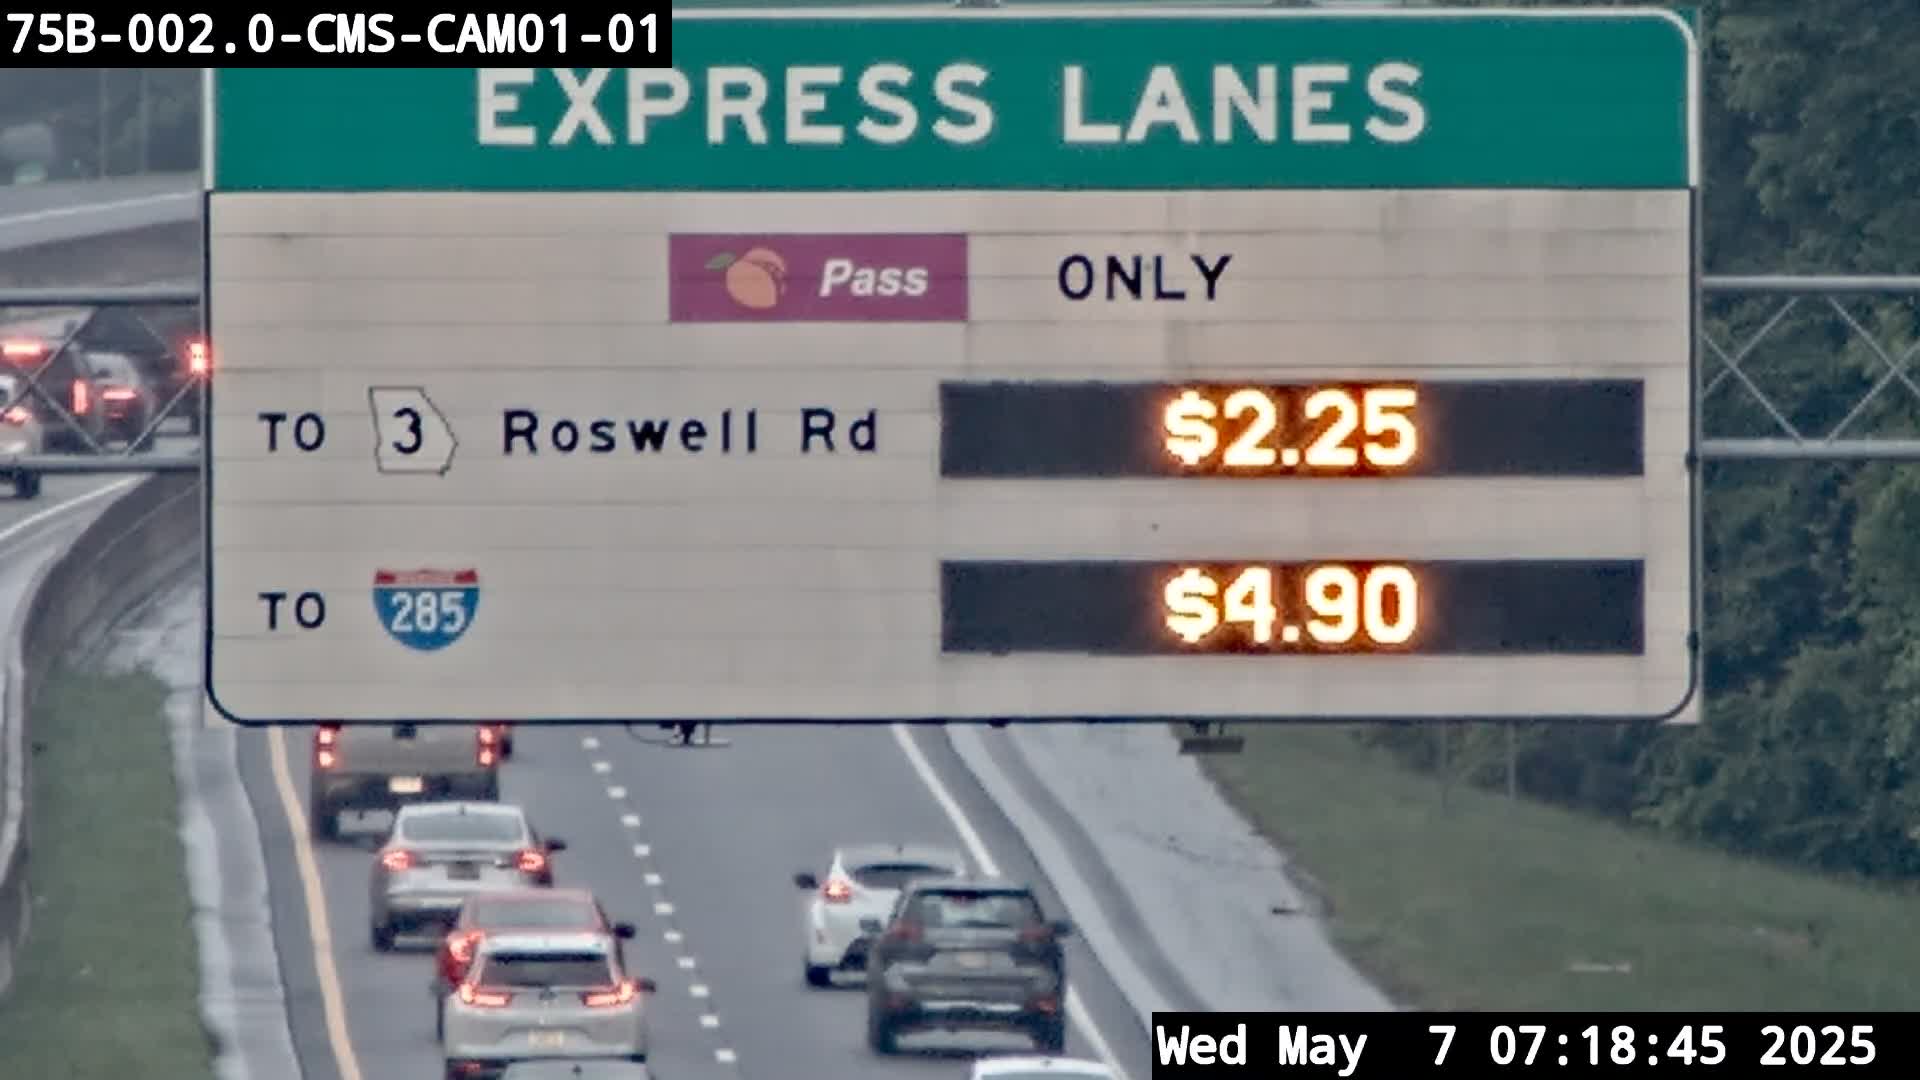 75B-002.0-CMS-CAM01-01
EXPRESS LANES
Pass ONLY
TO 3 Roswell Rd $2.25
TO 285 $4.90
Wed May 7 07:18:45 2025